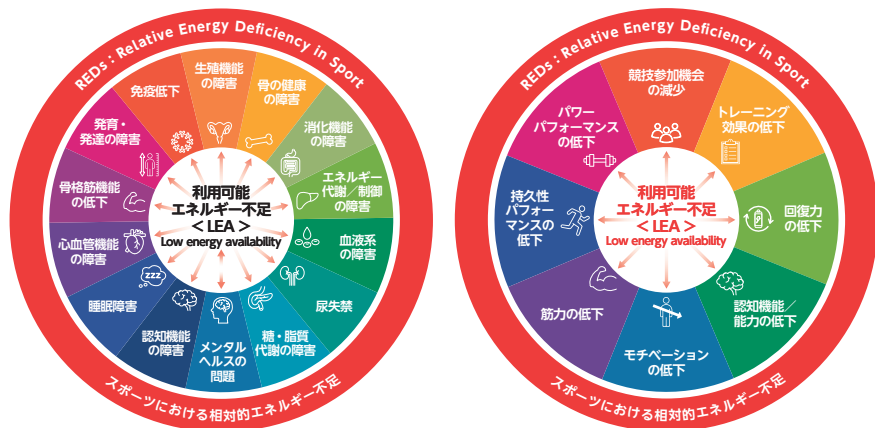 REDs：Relative Energy Deficiency in Sport
生殖機能
の障害
骨の健康
の障害
消化機能
の障害
エネルギー
代謝／制御
の障害
血液系
の障害
尿失禁
糖・脂質
代謝の障害
メンタル
ヘルスの
問題
認知機能
の障害
睡眠障害
zzz
心血管機能
の障害
骨格筋機能
の低下
発育・
発達の障害
免疫低下
利用可能
エネルギー不足
＜LEA＞
Low energy availability
スポーツにおける相対的エネルギー不足
REDs：Relative Energy Deficiency in Sport
競技参加機会
の減少
トレーニング
効果の低下
回復力
の低下
認知機能／
能力の低下
モチベーション
の低下
筋力の低下
持久性
パフォー
マンスの
低下
パワー
パフォーマンス
の低下
利用可能
エネルギー不足
＜LEA＞
Low energy availability
スポーツにおける相対的エネルギー不足